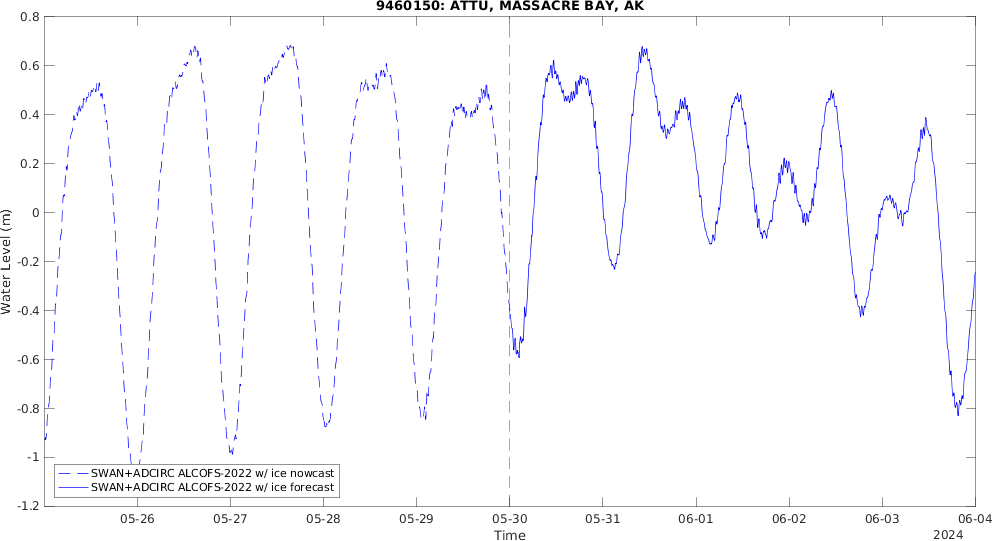 9460150: ATTU, MASSACRE BAY, AK
0.8
0.6
0.4
0.2
0
-0.2
-0.4
-0.6
-0.8
-1
-1.2
Water Level (m)
SWAN+ADCIRC ALCOFS-2022 w/ ice nowcast
SWAN+ADCIRC ALCOFS-2022 w/ ice forecast
05-26 05-27 05-28 05-29 05-30 05-31 06-01 06-02 06-03 06-04
Time
2024